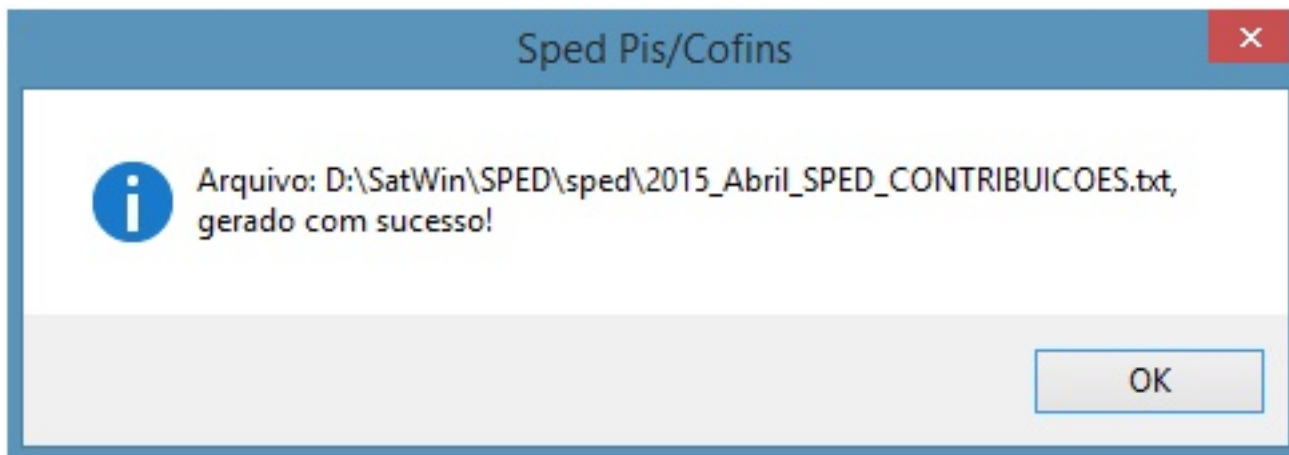 Sped Pis/Cofins
Arquivo: D:\SatWin\SPED\sped\2015_Abril_SPED_CONTRIBUICOES.txt,
gerado com sucesso!
OK